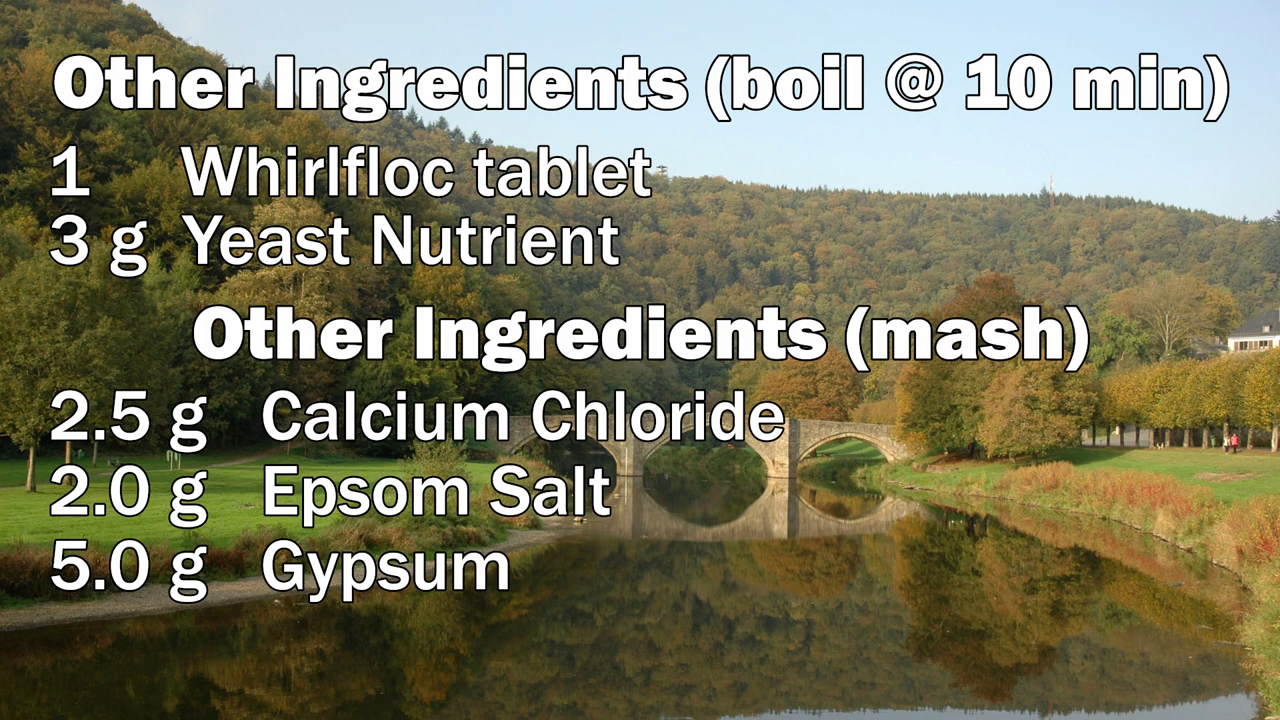 Other Ingredients (boil @ 10 min)
1 Whirlfloc tablet
3 g Yeast Nutrient
Other Ingredients (mash)
2.5 g Calcium Chloride
2.0 g Epsom Salt
5.0 g Gypsum